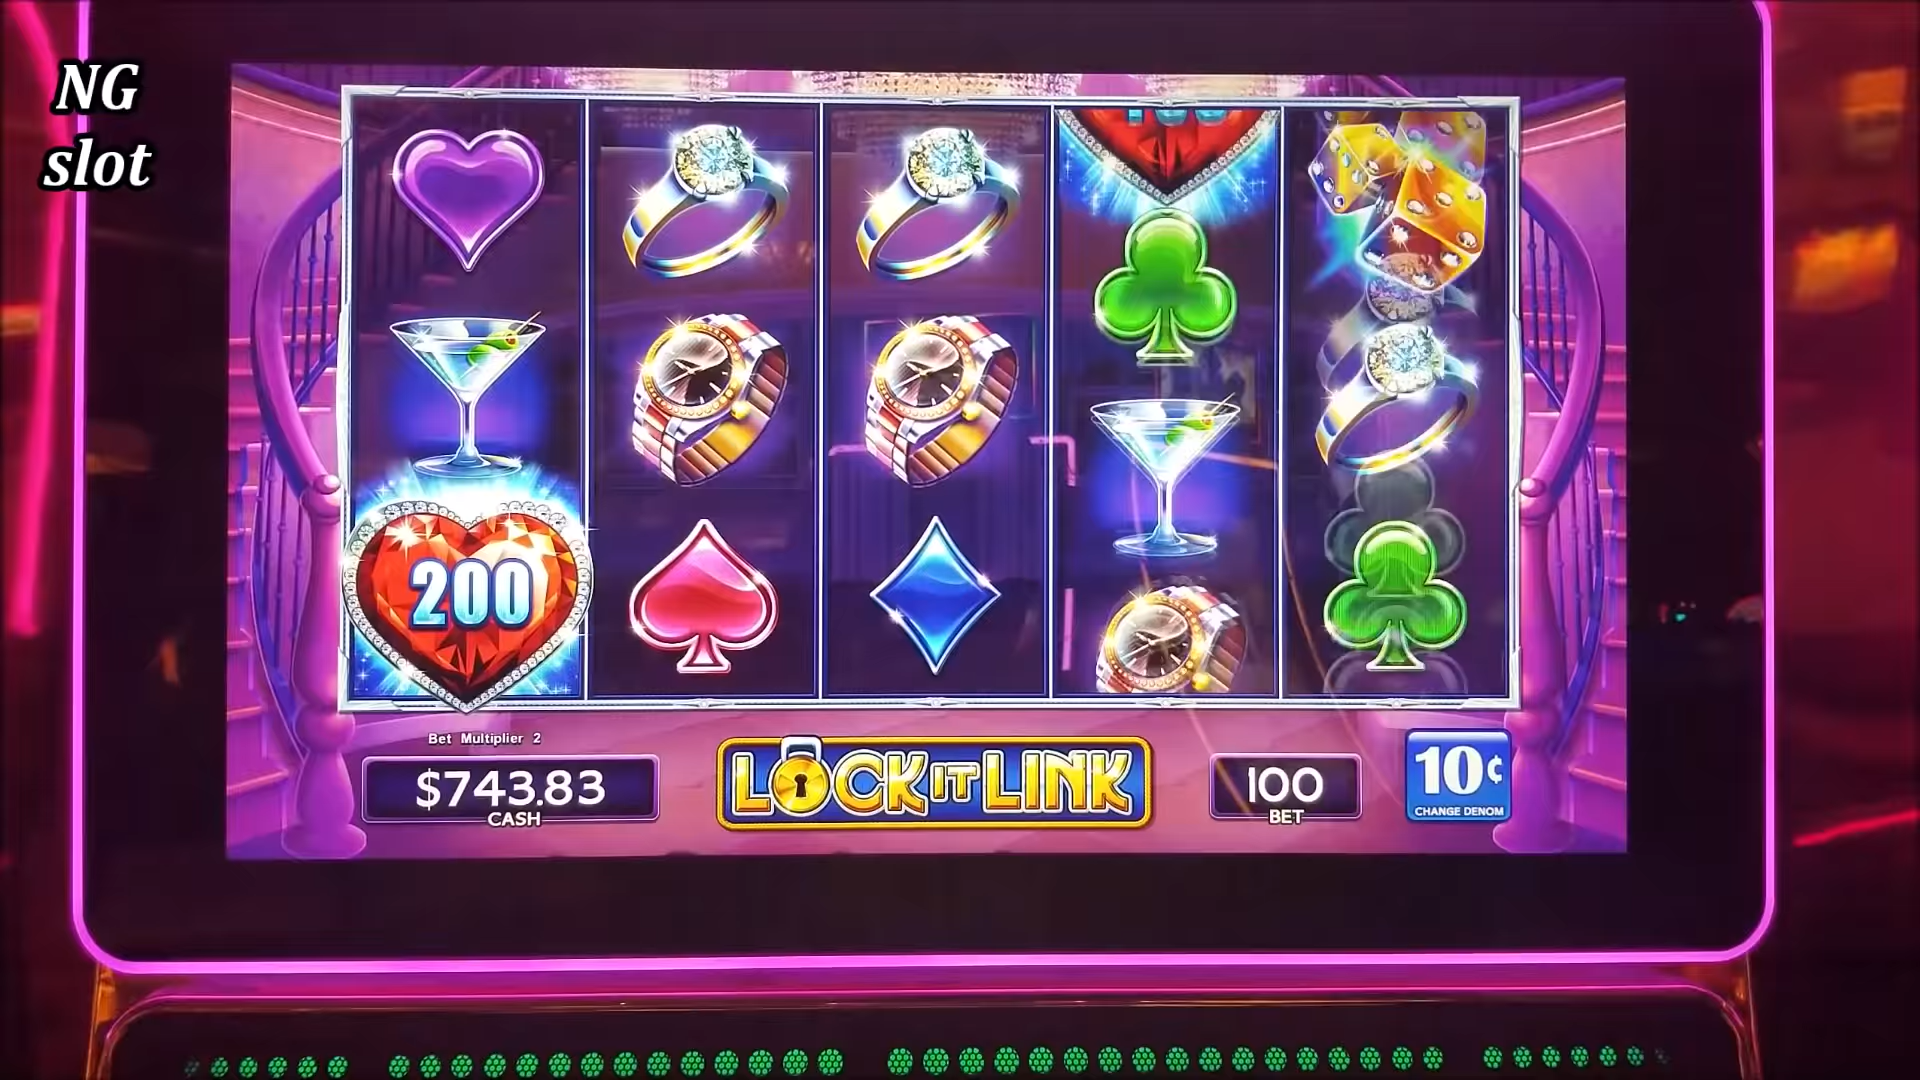 NG
slot
200
Bet Multiplier 2
$743.83
CASH
LOCK IT LINK
100
BET
10¢
CHANGE DENOM